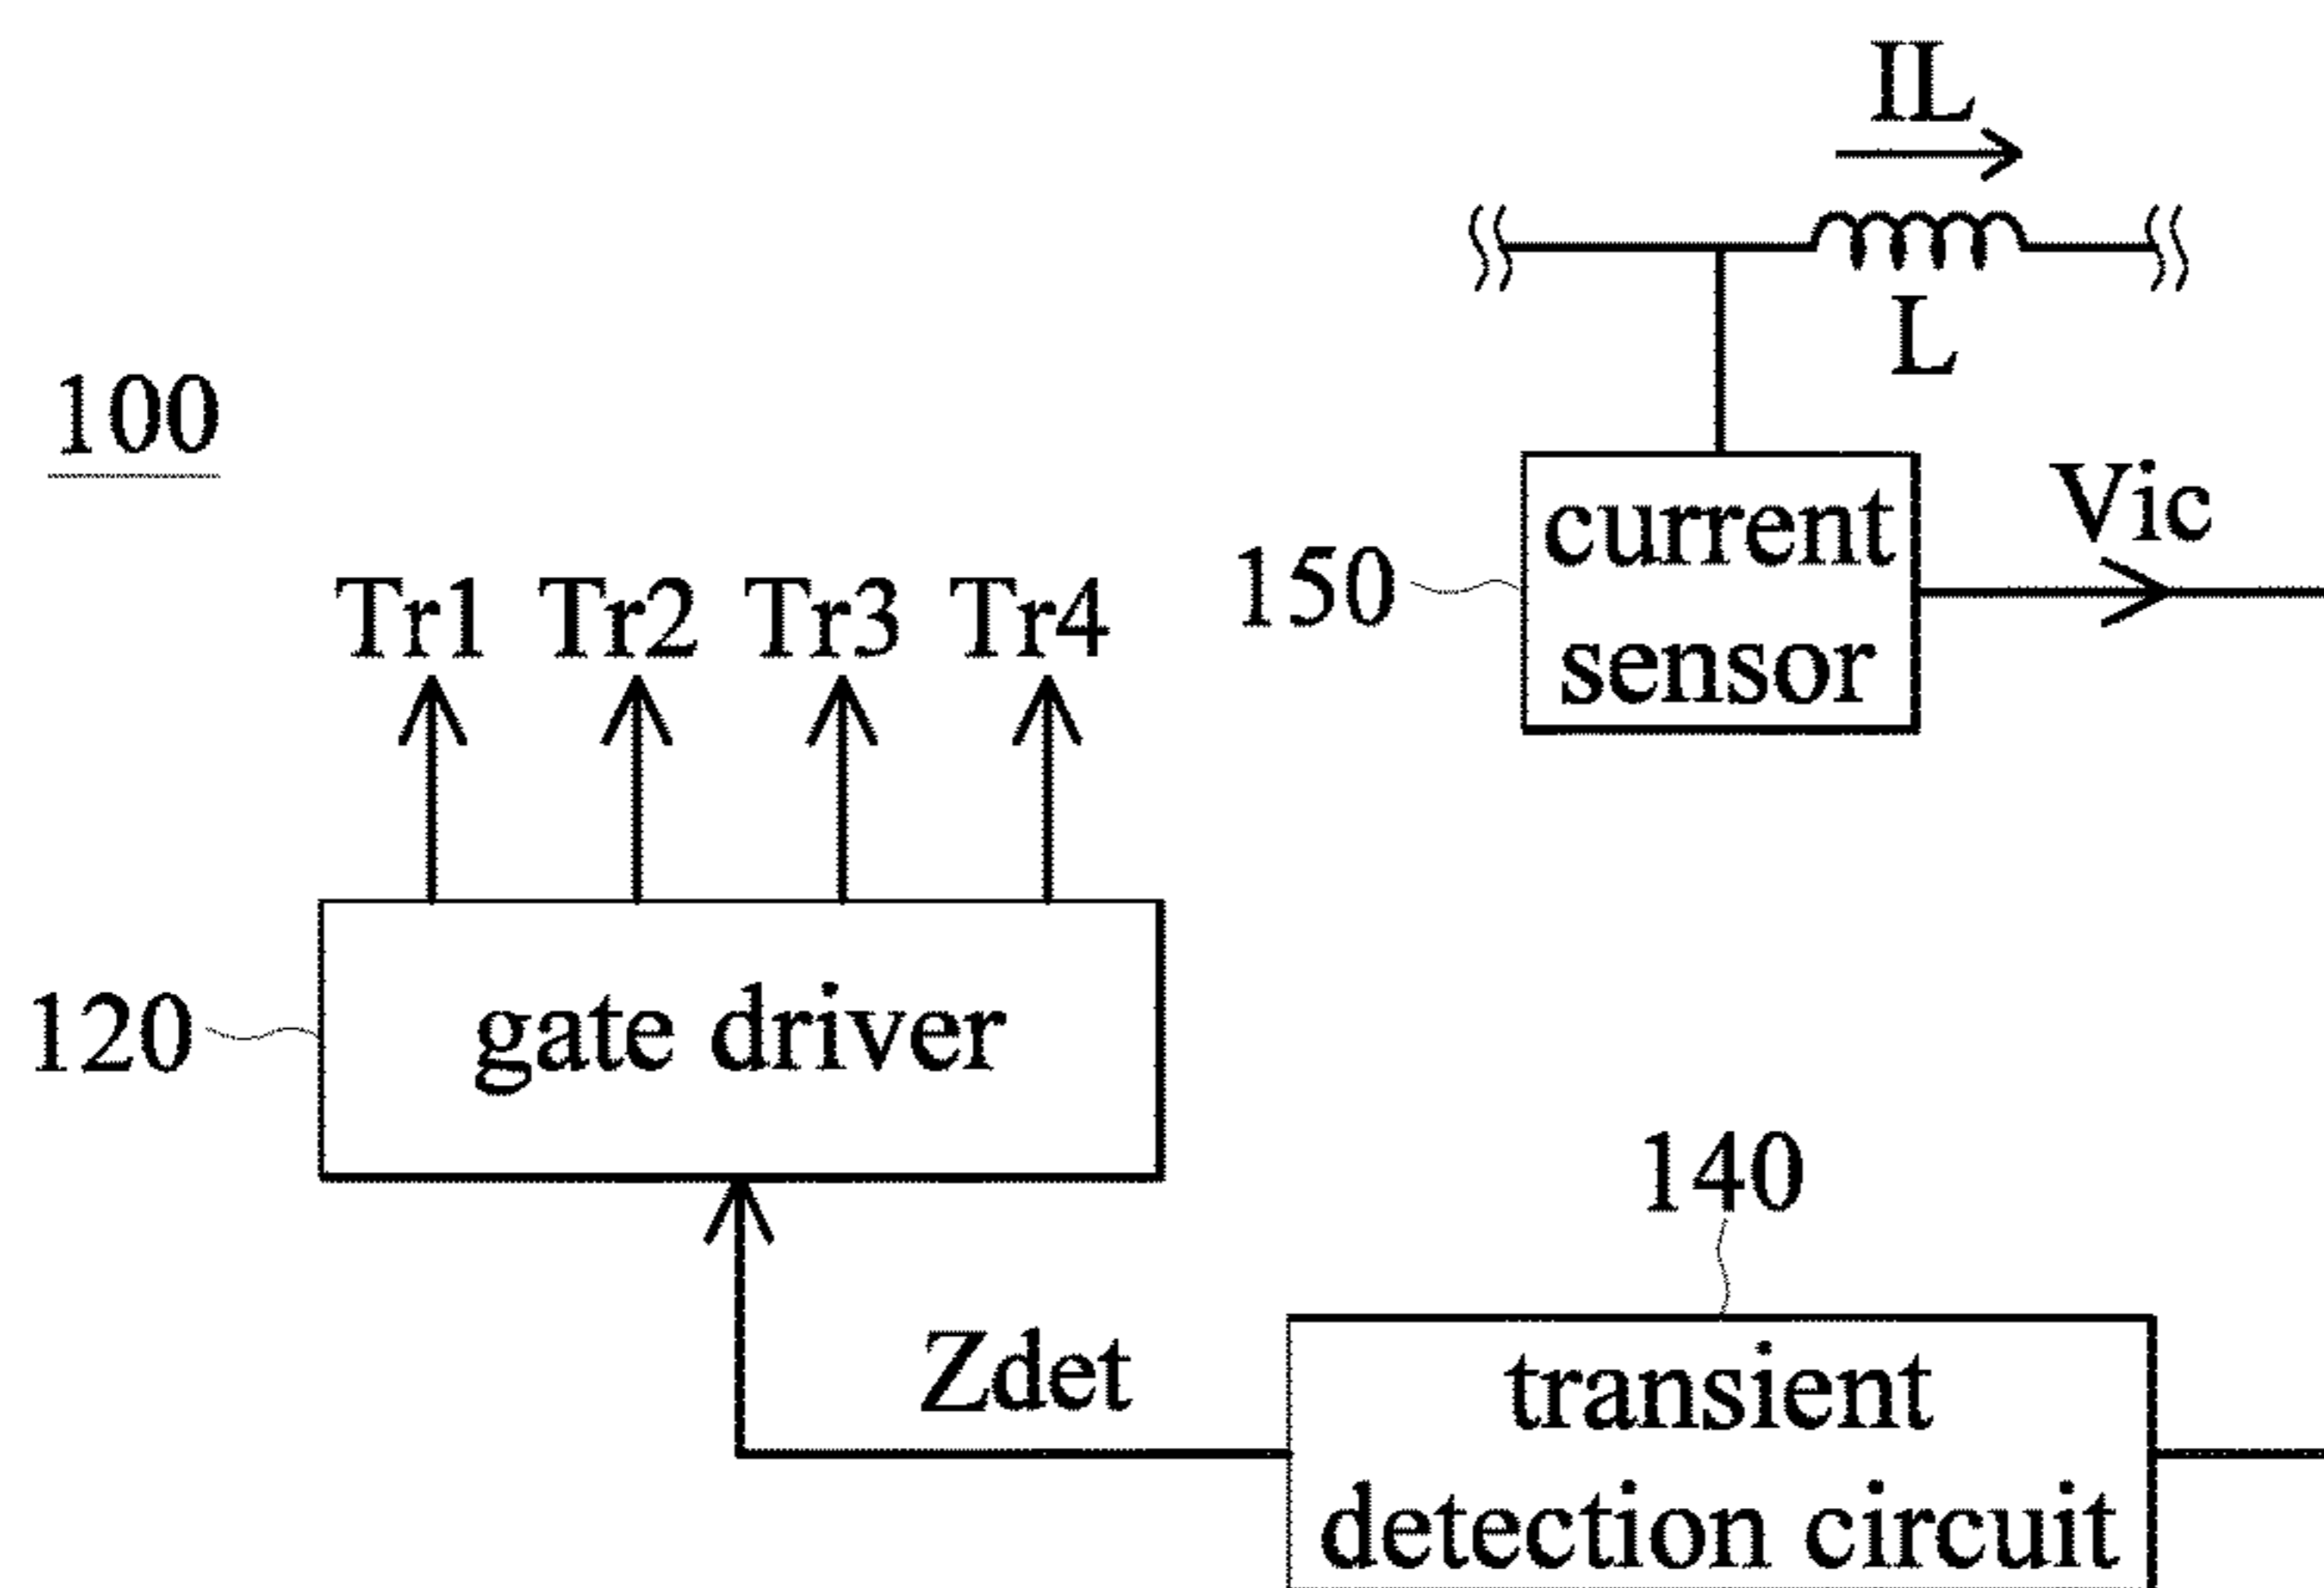 IL
L
100
current
sensor
Vic
150
Tr1 Tr2 Tr3 Tr4
gate driver
120
140
Zdet
transient
detection circuit